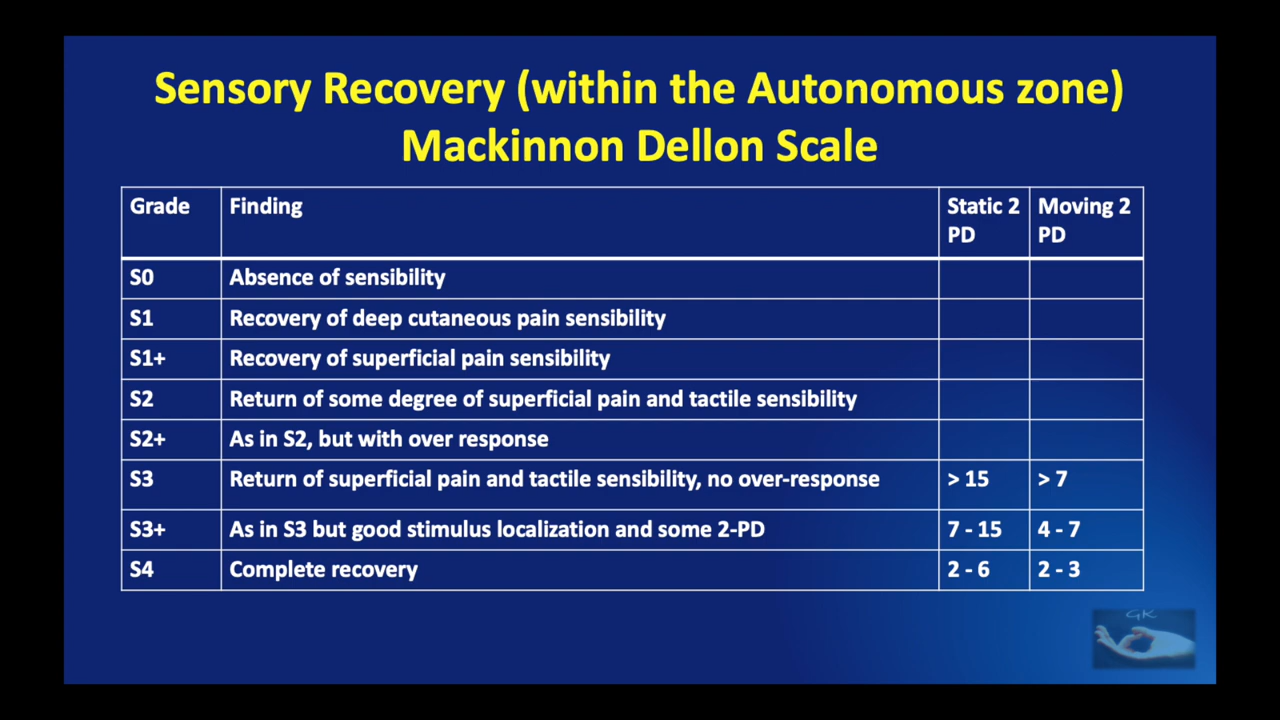 Sensory Recovery (within the Autonomous zone)
Mackinnon Dellon Scale
Grade Finding Static 2 PD Moving 2 PD
S0 Absence of sensibility
S1 Recovery of deep cutaneous pain sensibility
S1+ Recovery of superficial pain sensibility
S2 Return of some degree of superficial pain and tactile sensibility
S2+ As in S2, but with over response
S3 Return of superficial pain and tactile sensibility, no over-response > 15 > 7
S3+ As in S3 but good stimulus localization and some 2-PD 7 - 15 4 - 7
S4 Complete recovery 2 - 6 2 - 3
GK